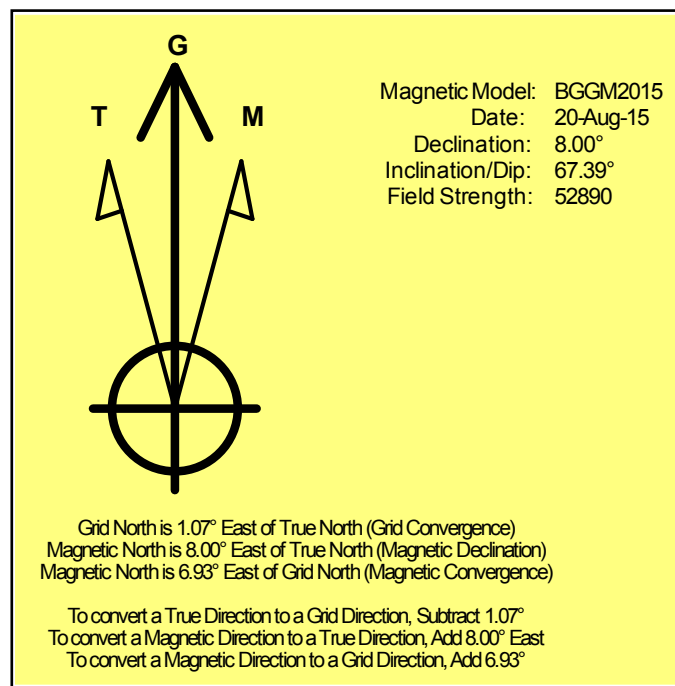 G
T
M
Magnetic Model: BGGM2015
Date: 20-Aug-15
Declination: 8.00°
Inclination/Dip: 67.39°
Field Strength: 52890
Grid North is 1.07° East of True North (Grid Convergence)
Magnetic North is 8.00° East of True North (Magnetic Declination)
Magnetic North is 6.93° East of Grid North (Magnetic Convergence)
To convert a True Direction to a Grid Direction, Subtract 1.07°
To convert a Magnetic Direction to a True Direction, Add 8.00° East
To convert a Magnetic Direction to a Grid Direction, Add 6.93°